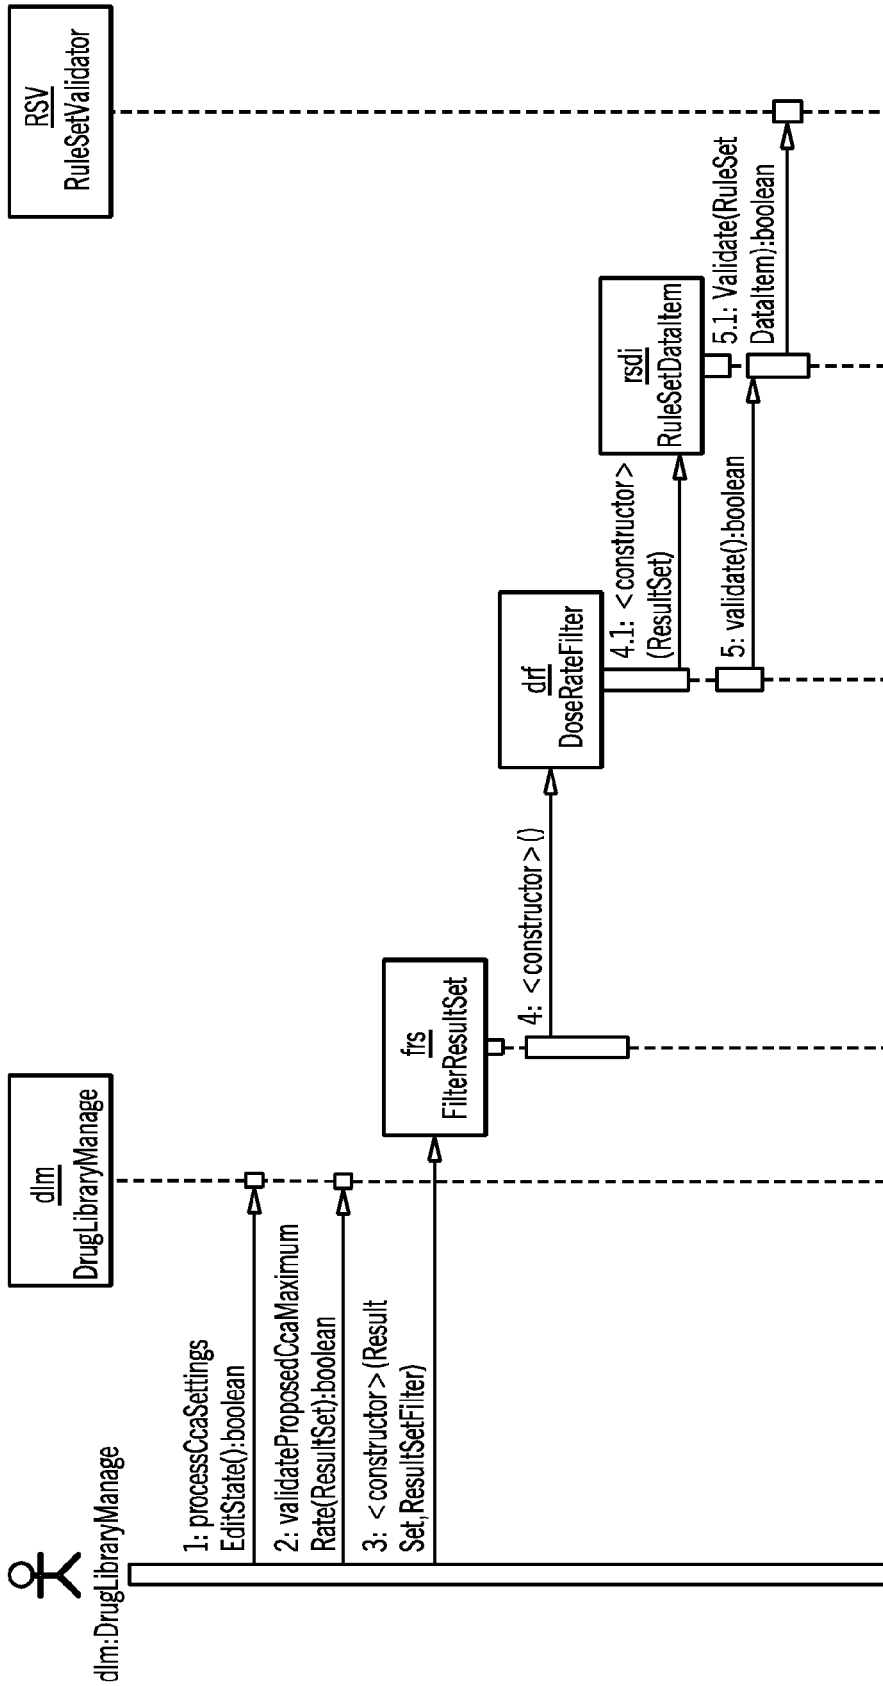 dlm:DrugLibraryManage
dlm
DrugLibraryManage
RSV
RuleSetValidator
1: processCcaSettings
EditState():boolean
2: validateProposedCcaMaximum
Rate(ResultSet):boolean
3: <constructor>(Result
Set,ResultSetFilter)
frs
FilterResultSet
4: <constructor>()
drf
DoseRateFilter
4.1: <constructor>
(ResultSet)
rsdi
RuleSetDataItem
5: validate():boolean
5.1: Validate(RuleSet
DataItem):boolean